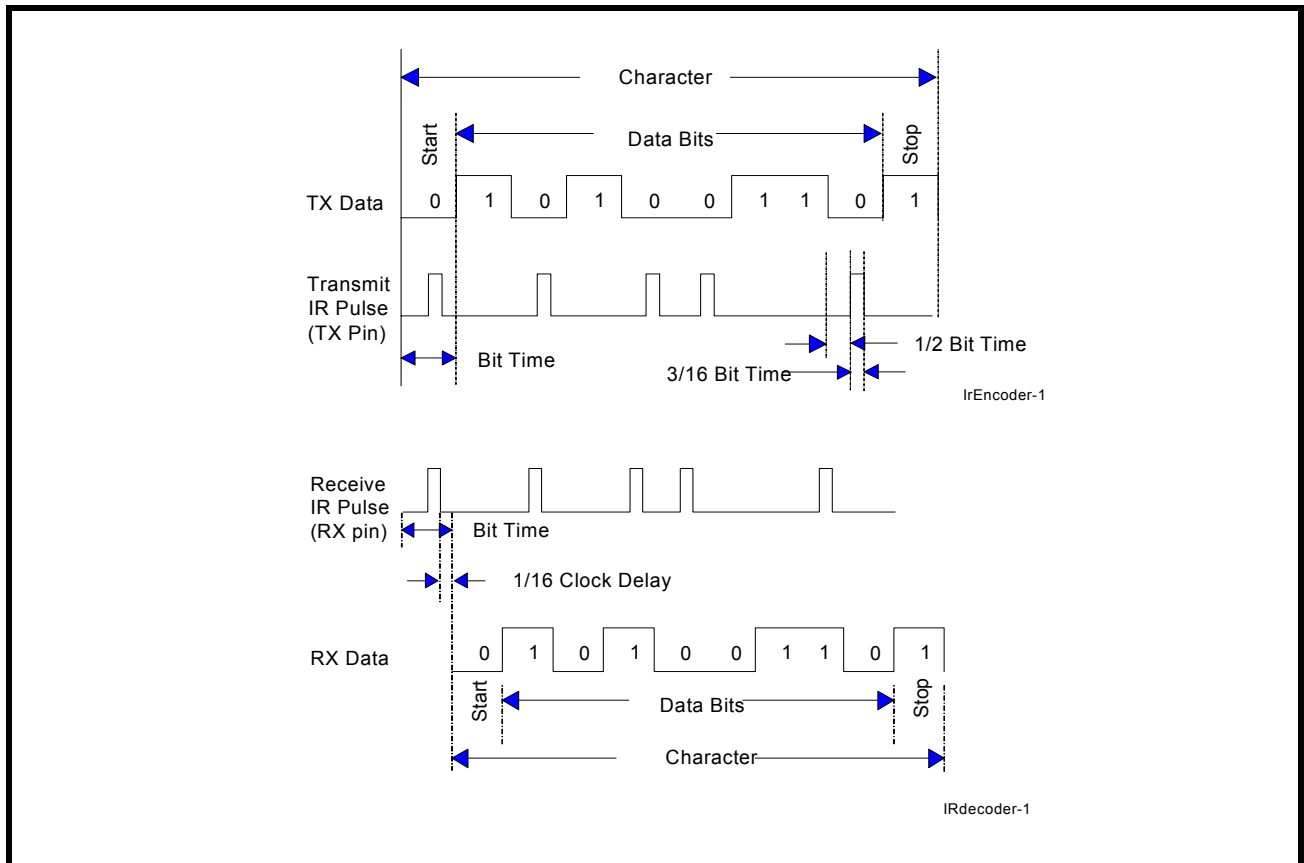 Character
Start
Data Bits
Stop
TX Data
0 1 0 1 0 0 1 1 0 1
Transmit
IR Pulse
(TX Pin)
1/2 Bit Time
Bit Time
3/16 Bit Time
IrEncoder-1
Receive
IR Pulse
(RX pin)
Bit Time
1/16 Clock Delay
RX Data
0 1 0 1 0 0 1 1 0 1
Start
Data Bits
Stop
Character
IRdecoder-1